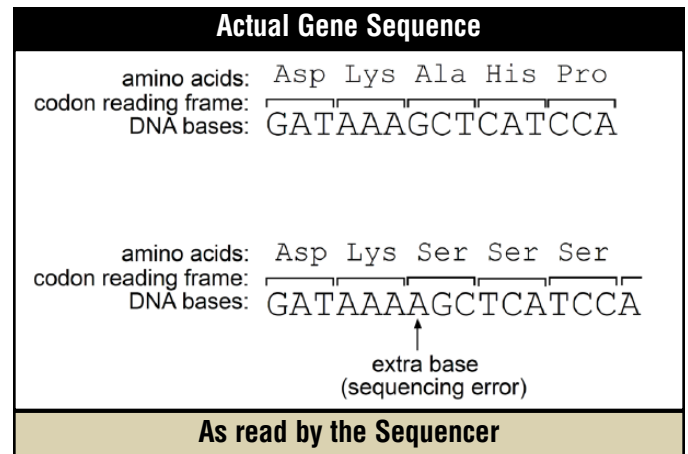 Actual Gene Sequence
amino acids: Asp Lys Ala His Pro
codon reading frame:
DNA bases: GATAAAGCTCATCCA
amino acids: Asp Lys Ser Ser Ser
codon reading frame:
DNA bases: GATAAAAGCTCATCCA
extra base
(sequencing error)
As read by the Sequencer